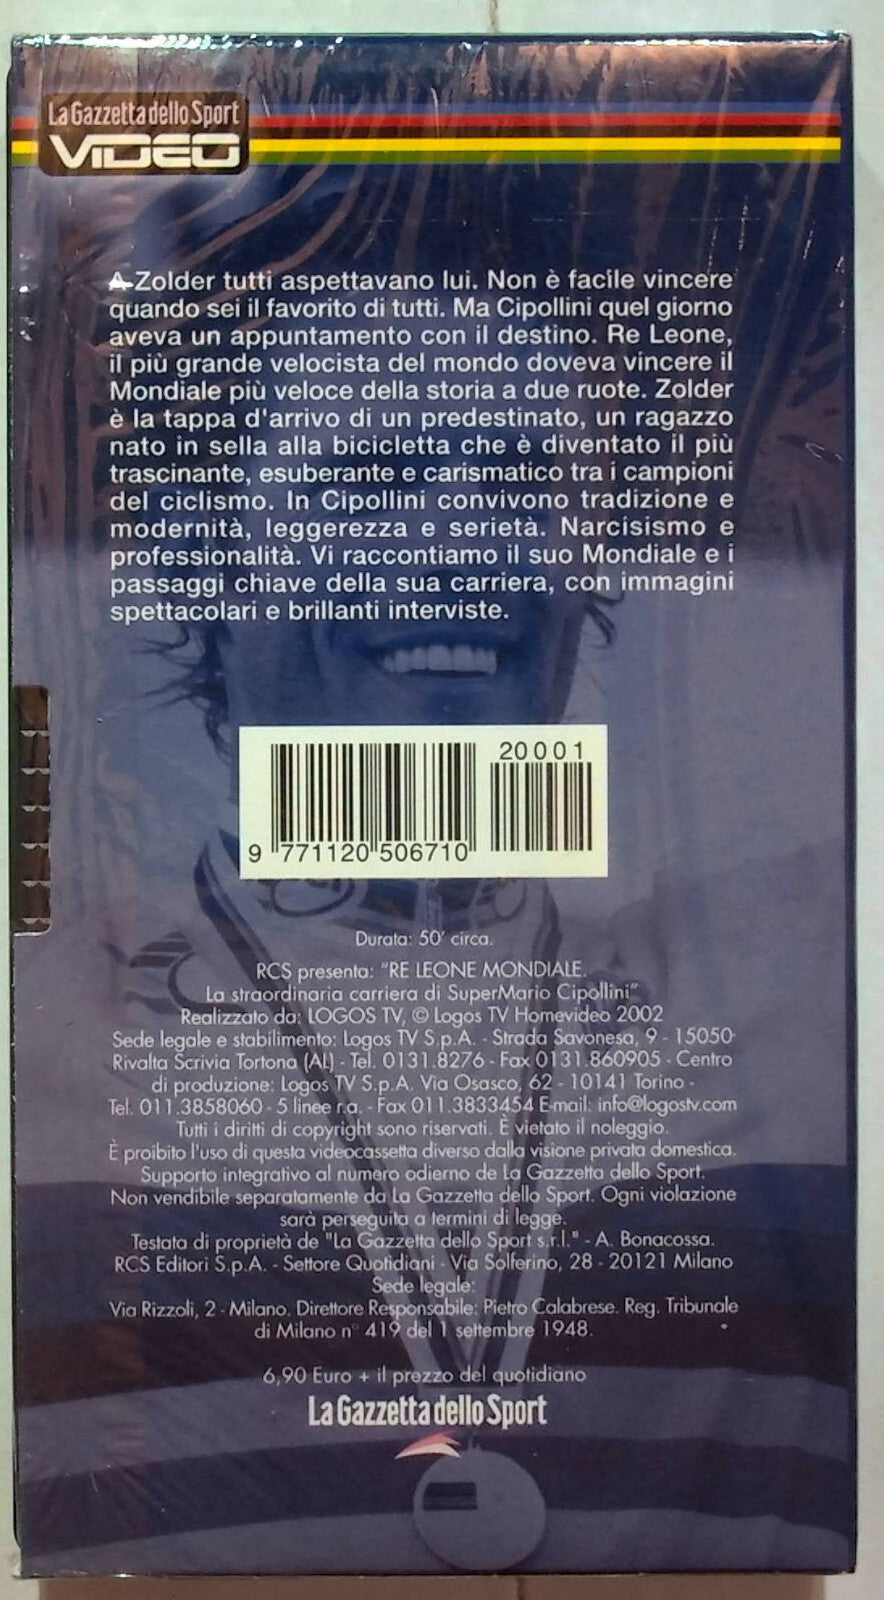 La Gazzetta dello Sport
VIDEO
A Zolder tutti aspettavano lui. Non è facile vincere
quando sei il favorito di tutti. Ma Cipollini quel giorno
aveva un appuntamento con il destino. Re Leone,
il più grande velocista del mondo doveva vincere il
Mondiale più veloce della storia a due ruote. Zolder
è la tappa d'arrivo di un predestinato, un ragazzo
nato in sella alla bicicletta che è diventato il più
trascinante, esuberante e carismatico tra i campioni
del ciclismo. In Cipollini convivono tradizione e
modernità, leggerezza e serietà. Narcisismo e
professionalità. Vi raccontiamo il suo Mondiale e i
passaggi chiave della sua carriera, con immagini
spettacolari e brillanti interviste.
20001
9 771120 506710
Durata: 50' circa.
RCS presenta: "RE LEONE MONDIALE.
La straordinaria carriera di SuperMario Cipollini"
Realizzato da: LOGOS TV, © Logos TV Homevideo 2002
Sede legale e stabilimento: Logos TV S.p.A. - Strada Savonesa, 9 - 15050
Rivalta Scrivia Tortona (AL) - Tel. 0131.8276 - Fax 0131.860905 - Centro
di produzione: Logos TV S.p.A. Via Osasco, 62 - 10141 Torino -
Tel. 011.3858060 - 5 linee r.a. - Fax 011.3833454 E-mail: info@logostv.com
Tutti i diritti di copyright sono riservati. È vietato il noleggio.
È proibito l'uso di questa videocassetta diverso dalla visione privata domestica.
Supporto integrativo al numero odierno de La Gazzetta dello Sport.
Non vendibile separatamente da La Gazzetta dello Sport. Ogni violazione
sarà perseguita a termini di legge.
Testata di proprietà de "La Gazzetta dello Sport s.r.l." - A. Bonacossa.
RCS Editori S.p.A. - Settore Quotidiani - Via Solferino, 28 - 20121 Milano
Sede legale:
Via Rizzoli, 2 - Milano. Direttore Responsabile: Pietro Calabrese. Reg. Tribunale
di Milano n° 419 del 1 settembre 1948.
6,90 Euro + il prezzo del quotidiano
La Gazzetta dello Sport